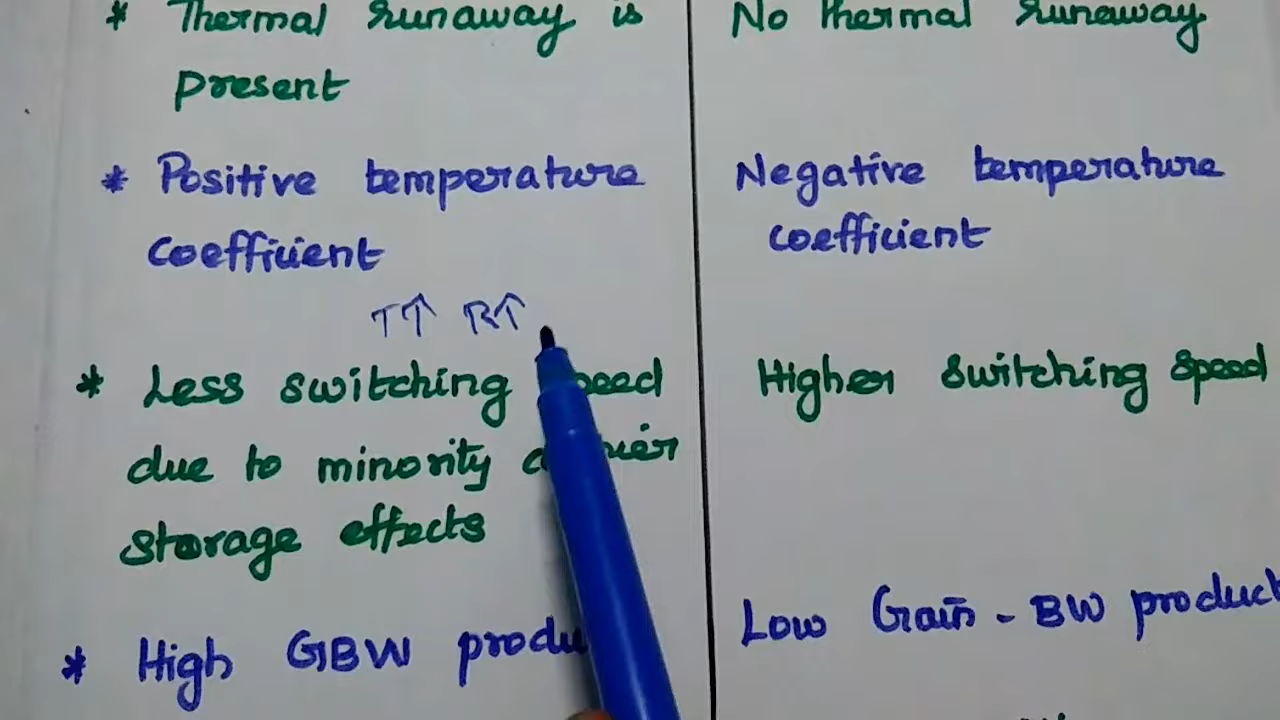 * Thermal runaway is
present
* Positive temperature
coefficient
T↑ R↑
* Less switching speed
due to minority
storage effects
* High GBW
No thermal runaway
Negative temperature
coefficient
Higher switching speed
Low Gain - BW product